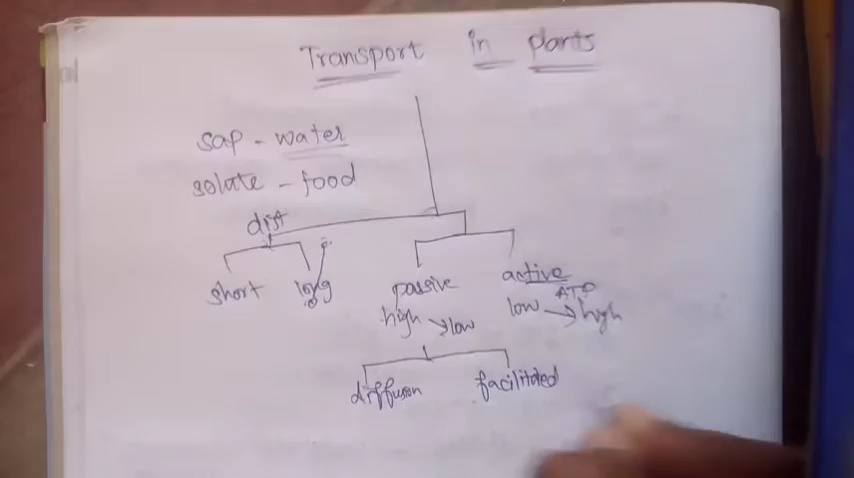 Transport in plants
sap - water
solute - food
dist
short long passive active
ATP
high → low low → high
diffusion facilitated